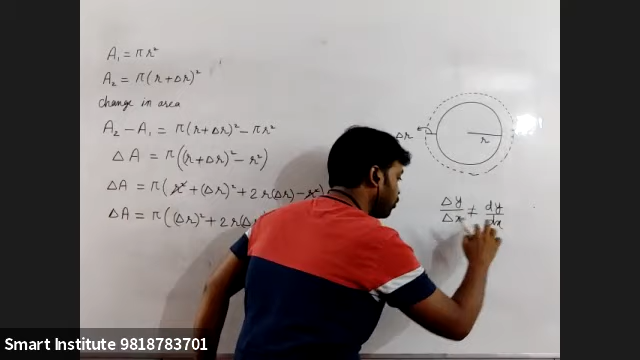 A₁ = πr²
A₂ = π(r + Δr)²
change in area
A₂ − A₁ = π(r + Δr)² − πr²
ΔA = π((r + Δr)² − r²)
ΔA = π(r² + (Δr)² + 2r(Δr) − r²)
ΔA = π((Δr)² + 2r(Δ
Δr
r
Δy/Δx ≠ dy/dx
Smart Institute 9818783701